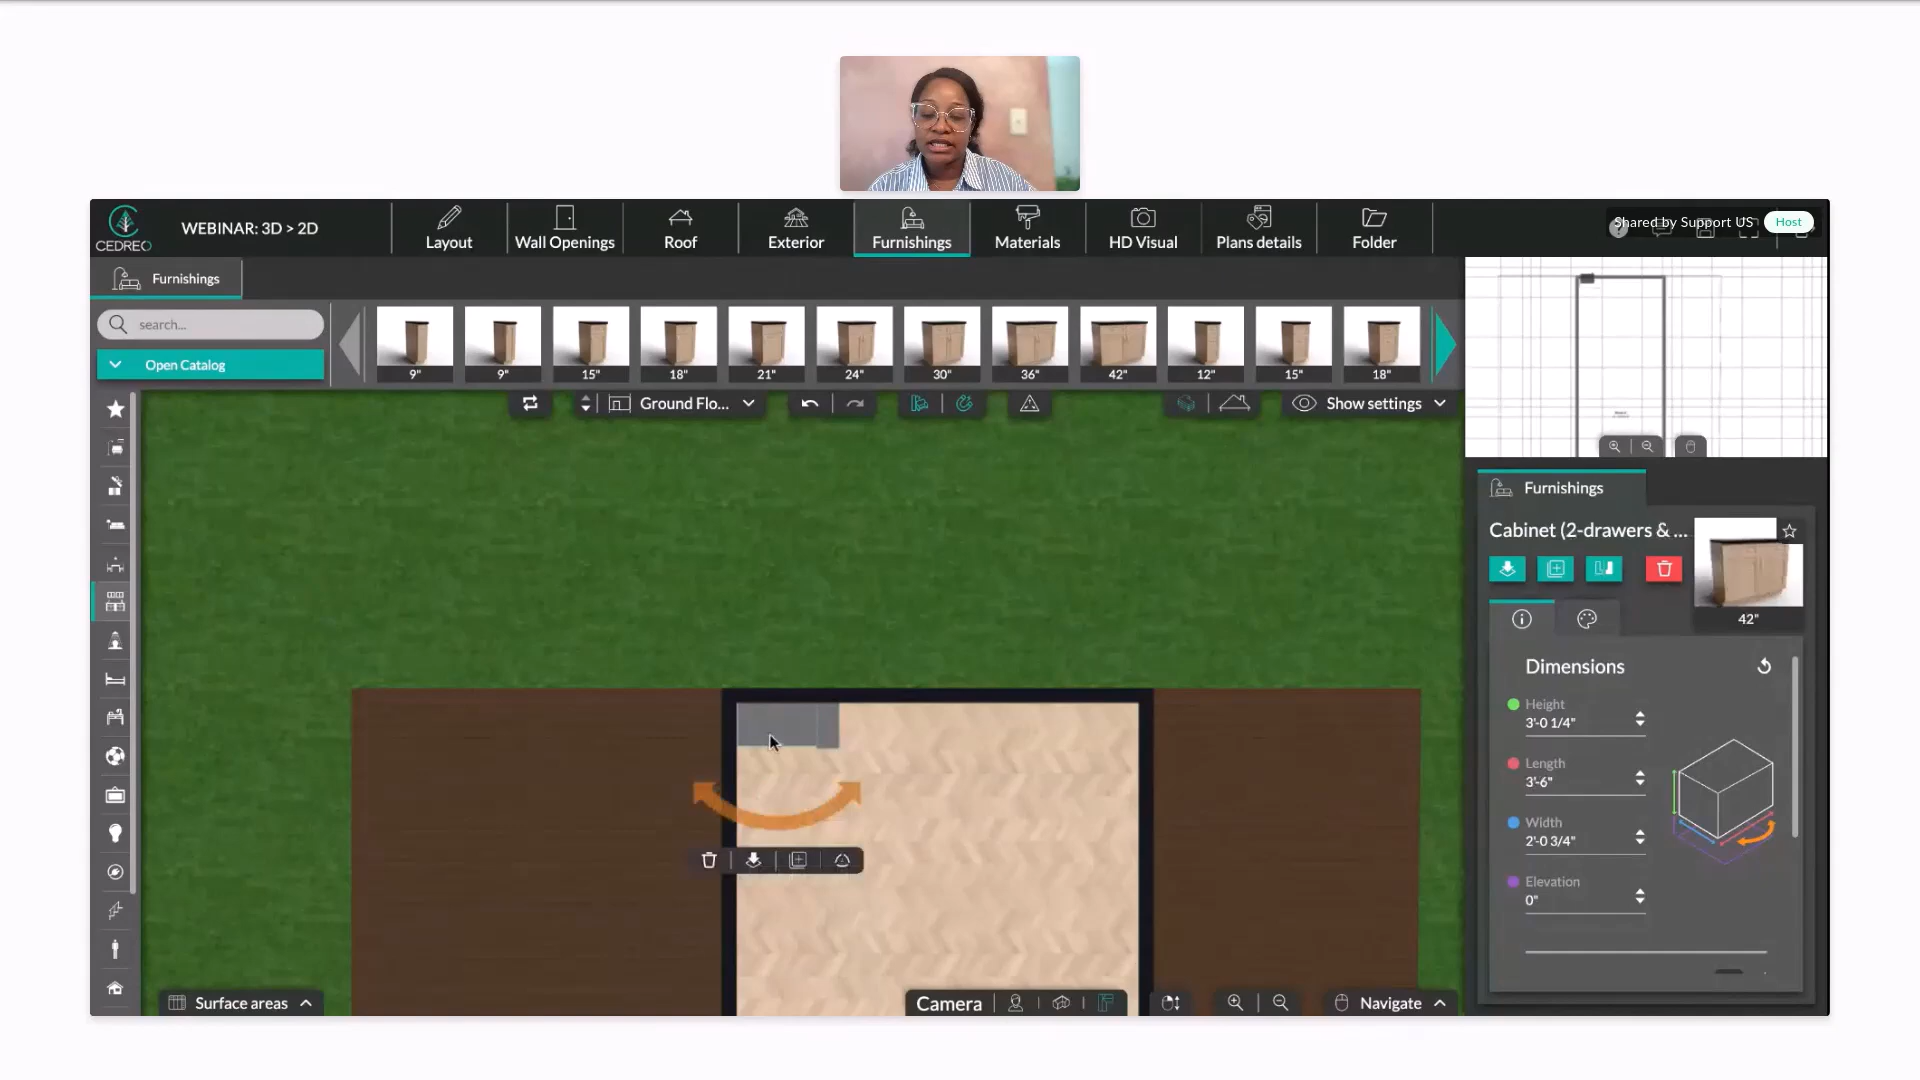 CEDREO
WEBINAR: 3D > 2D
Layout
Wall Openings
Roof
Exterior
Furnishings
Materials
HD Visual
Plans details
Folder
Shared by Support US
Host
Furnishings
search...
Open Catalog
9"
9"
15"
18"
21"
24"
30"
36"
42"
12"
15"
18"
Ground Flo...
Show settings
Furnishings
Cabinet (2-drawers & ...
42"
Dimensions
Height
3'-0 1/4"
Length
3'-6"
Width
2'-0 3/4"
Elevation
0"
Surface areas
Camera
Navigate